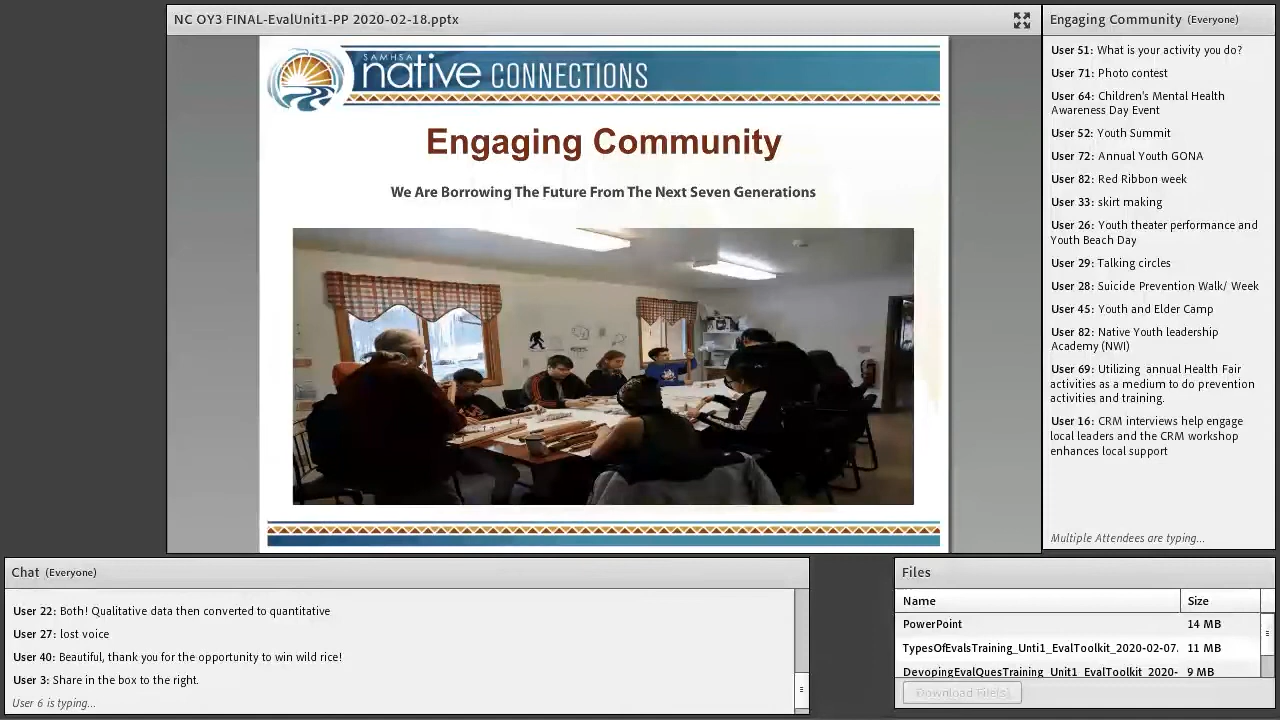 NC OY3 FINAL-EvalUnit1-PP 2020-02-18.pptx
SAMHSA
native CONNECTIONS
Engaging Community
We Are Borrowing The Future From The Next Seven Generations
Engaging Community (Everyone)
User 51: What is your activity you do?
User 71: Photo contest
User 64: Children's Mental Health
Awareness Day Event
User 52: Youth Summit
User 72: Annual Youth GONA
User 82: Red Ribbon week
User 33: skirt making
User 26: Youth theater performance and
Youth Beach Day
User 29: Talking circles
User 28: Suicide Prevention Walk/ Week
User 45: Youth and Elder Camp
User 82: Native Youth leadership
Academy (NWI)
User 69: Utilizing annual Health Fair
activities as a medium to do prevention
activities and training.
User 16: CRM interviews help engage
local leaders and the CRM workshop
enhances local support
Multiple Attendees are typing...
Chat (Everyone)
User 22: Both! Qualitative data then converted to quantitative
User 27: lost voice
User 40: Beautiful, thank you for the opportunity to win wild rice!
User 3: Share in the box to the right.
User 6 is typing...
Files
Name Size
PowerPoint 14 MB
TypesOfEvalsTraining_Unti1_EvalToolkit_2020-02-07. 11 MB
DevopingEvalQuesTraining_Unit1_EvalToolkit_2020- 9 MB
Download File(s)